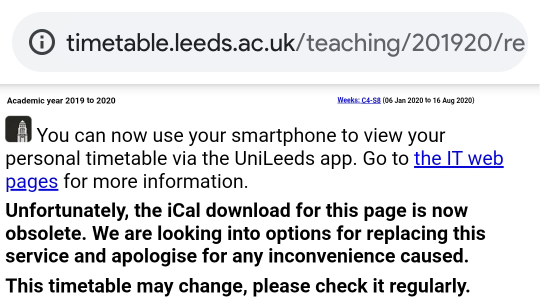 timetable.leeds.ac.uk/teaching/201920/re
Academic year 2019 to 2020
Weeks: C4-S8 (06 Jan 2020 to 16 Aug 2020)
You can now use your smartphone to view your
personal timetable via the UniLeeds app. Go to the IT web
pages for more information.
Unfortunately, the iCal download for this page is now
obsolete. We are looking into options for replacing this
service and apologise for any inconvenience caused.
This timetable may change, please check it regularly.